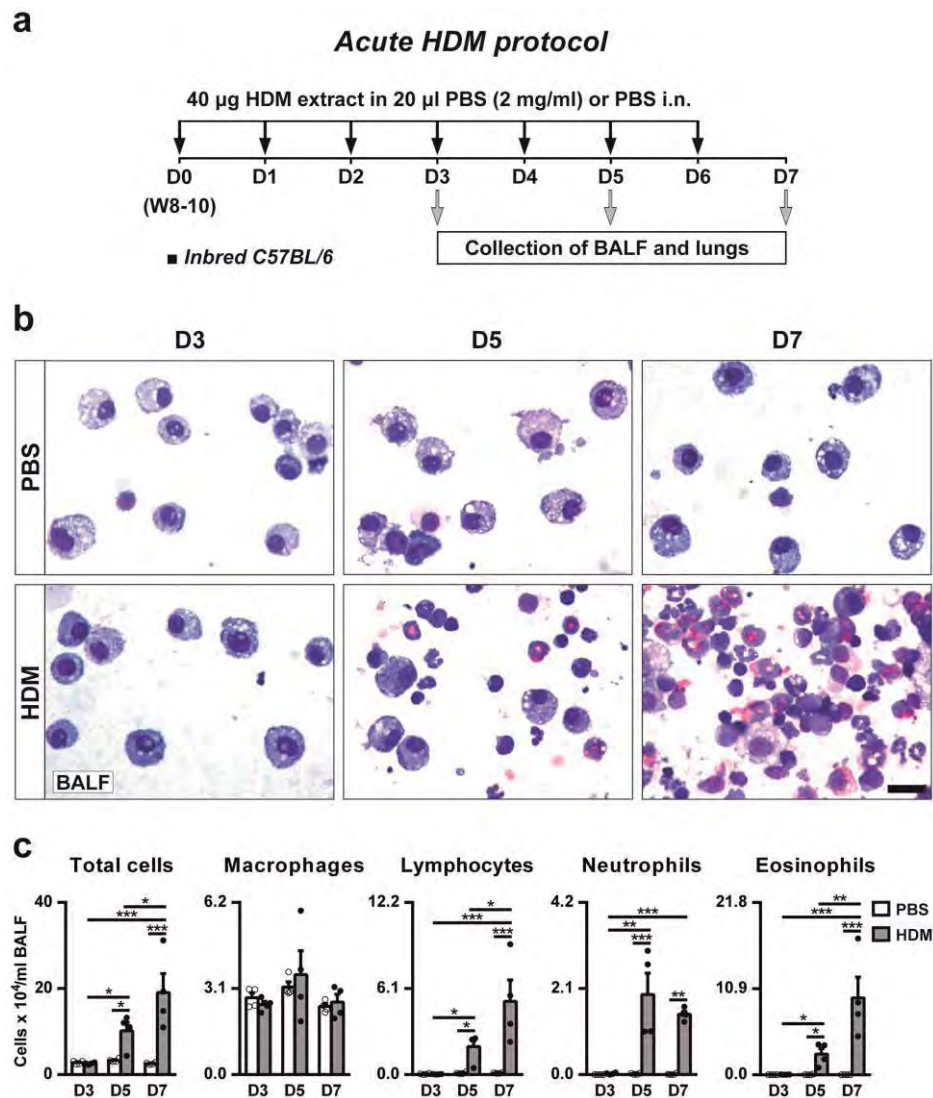 a
Acute HDM protocol
40 µg HDM extract in 20 µl PBS (2 mg/ml) or PBS i.n.
D0 D1 D2 D3 D4 D5 D6 D7
(W8-10)
■ Inbred C57BL/6
Collection of BALF and lungs
b
D3 D5 D7
PBS
HDM
BALF
c
Total cells Macrophages Lymphocytes Neutrophils Eosinophils
Cells x 10⁴/ml BALF
40
20
0
* *** *** * *
D3 D5 D7
6.2
3.1
0.0
D3 D5 D7
12.2
6.1
0.0
* *** *** * *
D3 D5 D7
4.2
2.1
0.0
*** ** *** **
D3 D5 D7
21.8
10.9
0.0
** *** *** * *
D3 D5 D7
PBS
HDM